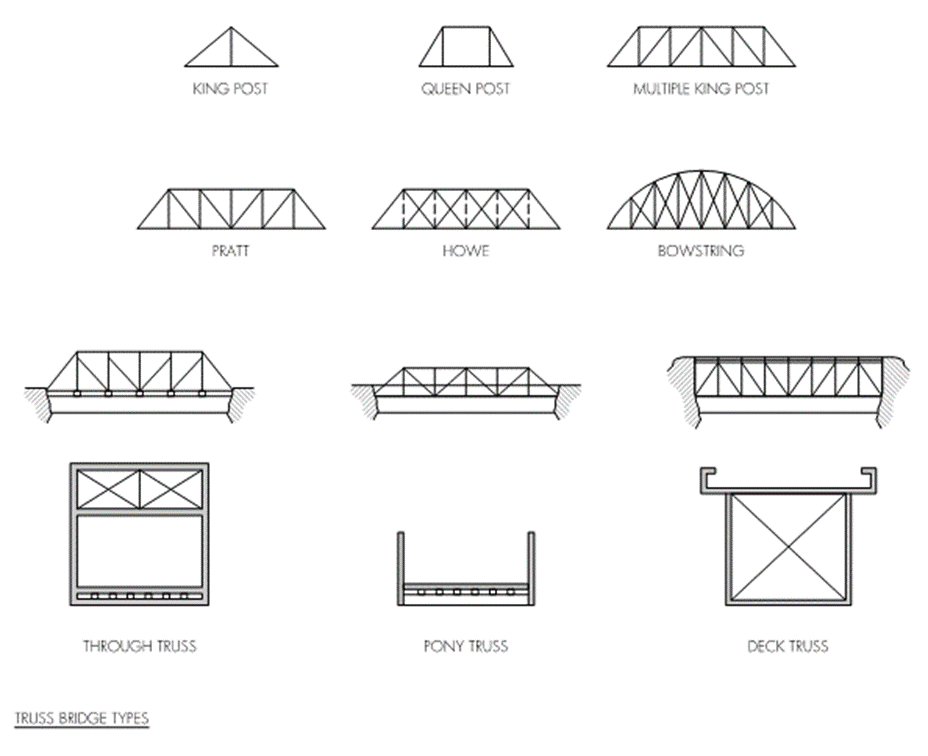 KING POST
QUEEN POST
MULTIPLE KING POST
PRATT
HOWE
BOWSTRING
THROUGH TRUSS
PONY TRUSS
DECK TRUSS
TRUSS BRIDGE TYPES